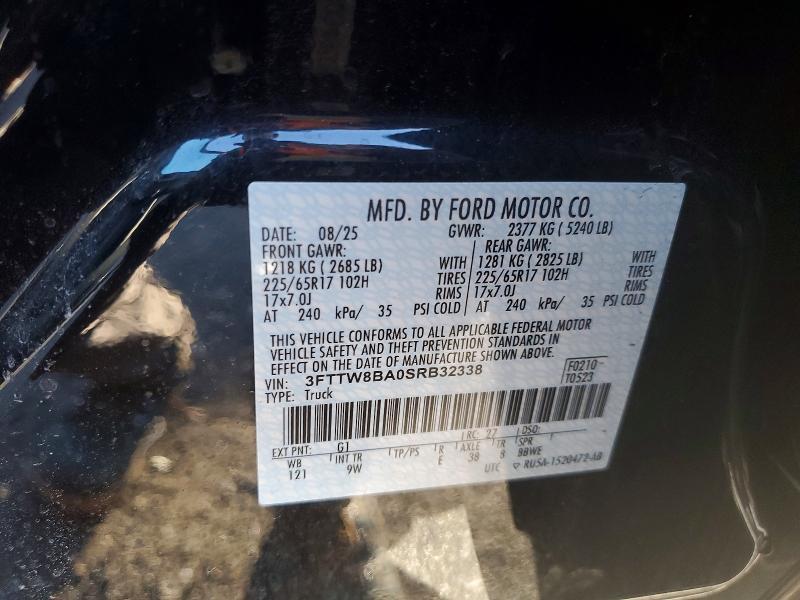 MFD. BY FORD MOTOR CO.
DATE: 08/25 GVWR: 2377 KG ( 5240 LB)
FRONT GAWR: REAR GAWR:
1218 KG ( 2685 LB) WITH 1281 KG ( 2825 LB) WITH
225/65R17 102H TIRES 225/65R17 102H TIRES
17x7.0J RIMS 17x7.0J RIMS
AT 240 kPa/ 35 PSI COLD AT 240 kPa/ 35 PSI COLD
THIS VEHICLE CONFORMS TO ALL APPLICABLE FEDERAL MOTOR
VEHICLE SAFETY AND THEFT PREVENTION STANDARDS IN
EFFECT ON THE DATE OF MANUFACTURE SHOWN ABOVE.
VIN: 3FTTW8BA0SRB32338 F0210-
TYPE: Truck T0523
EXT PNT: G1 RC: 27 DSO:
WB INT TR TP/PS R AXLE TR SPR
121 9W E 38 8 BBWE
UTC ▽ RUSA-1520472-AB